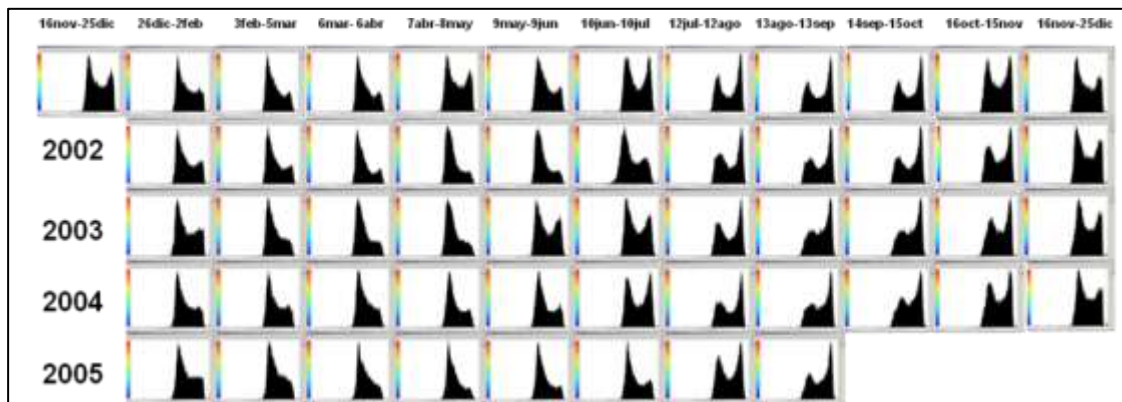 16nov-25dic 26dic-2feb 3feb-5mar 6mar- 6abr 7abr-8may 9may-9jun 10jun-10jul 12jul-12ago 13ago-13sep 14sep-15oct 16oct-15nov 16nov-25dic
2002
2003
2004
2005